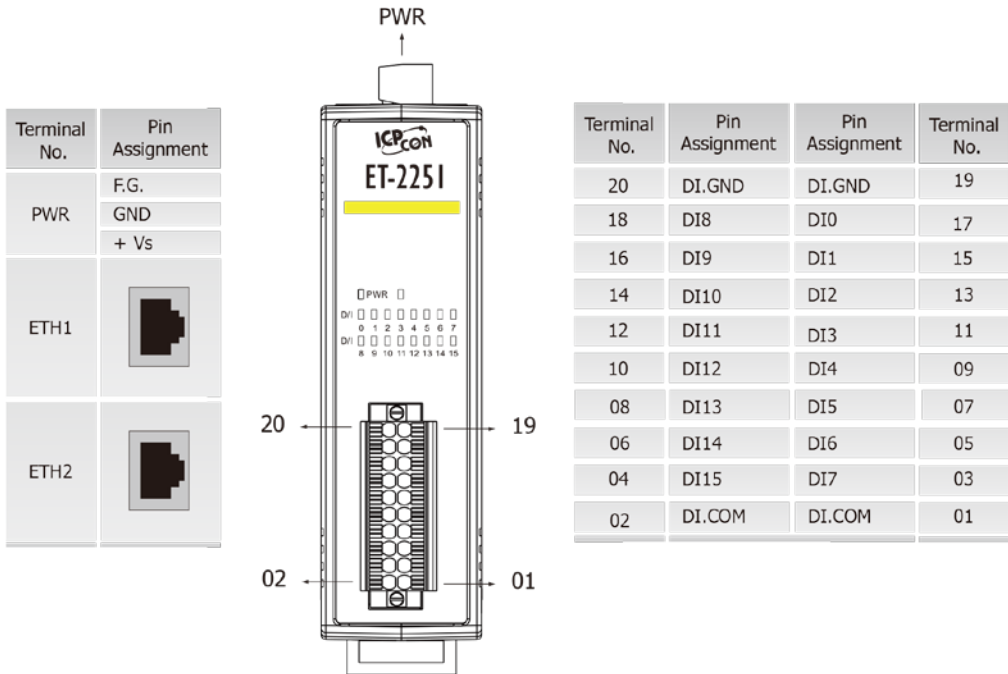 PWR
Terminal No.
Pin Assignment
PWR
F.G.
GND
+ Vs
ETH1
ETH2
ICP CON
ET-2251
PWR
D/I
0 1 2 3 4 5 6 7
D/I
8 9 10 11 12 13 14 15
20
19
02
01
Terminal No.
Pin Assignment
Pin Assignment
Terminal No.
20 DI.GND DI.GND 19
18 DI8 DI0 17
16 DI9 DI1 15
14 DI10 DI2 13
12 DI11 DI3 11
10 DI12 DI4 09
08 DI13 DI5 07
06 DI14 DI6 05
04 DI15 DI7 03
02 DI.COM DI.COM 01